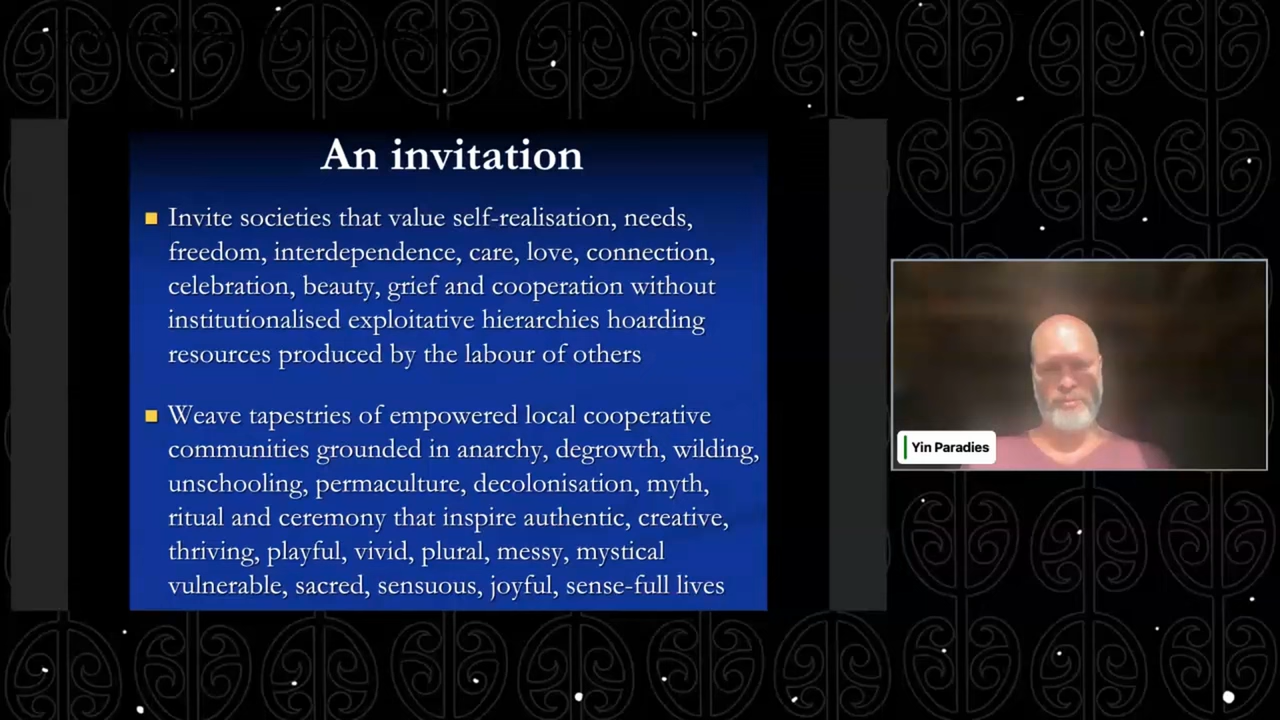 An invitation
Invite societies that value self-realisation, needs,
freedom, interdependence, care, love, connection,
celebration, beauty, grief and cooperation without
institutionalised exploitative hierarchies hoarding
resources produced by the labour of others
Weave tapestries of empowered local cooperative
communities grounded in anarchy, degrowth, wilding,
unschooling, permaculture, decolonisation, myth,
ritual and ceremony that inspire authentic, creative,
thriving, playful, vivid, plural, messy, mystical
vulnerable, sacred, sensuous, joyful, sense-full lives
Yin Paradies